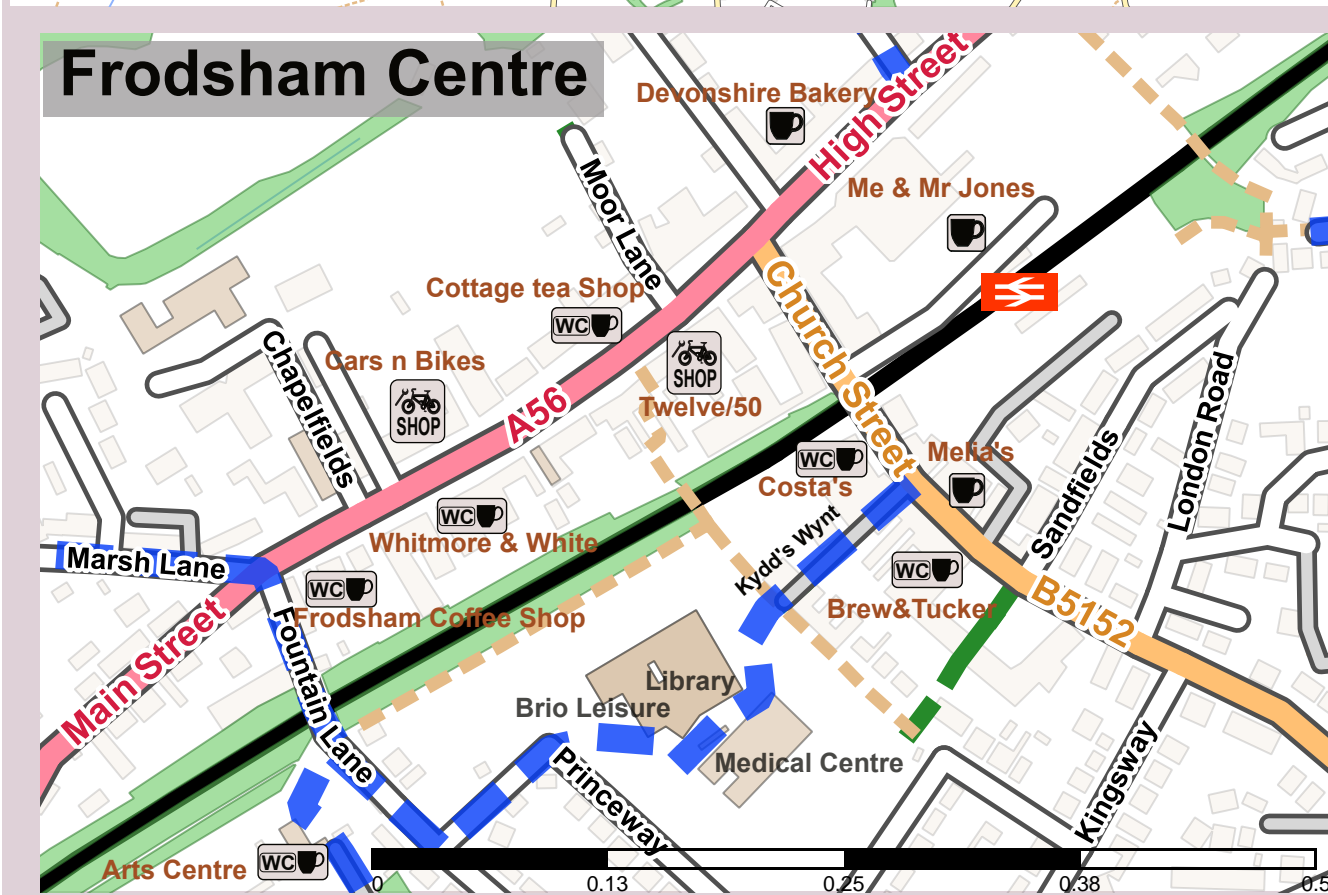 Frodsham Centre
Devonshire Bakery
High Street
Moor Lane
Me & Mr Jones
Cottage tea Shop
WC
Church Street
Chapelfields
Cars n Bikes
SHOP
SHOP
Twelve/50
A56
London Road
Melia's
WC
Costa's
Sandfields
WC
Whitmore & White
Kydd's Wynt
Marsh Lane
WC
Frodsham Coffee Shop
WC
Brew&Tucker
B5152
Main Street
Fountain Lane
Library
Brio Leisure
Medical Centre
Princeway
Kingsway
Arts Centre
WC
0
0.13
0.25
0.38
0.5